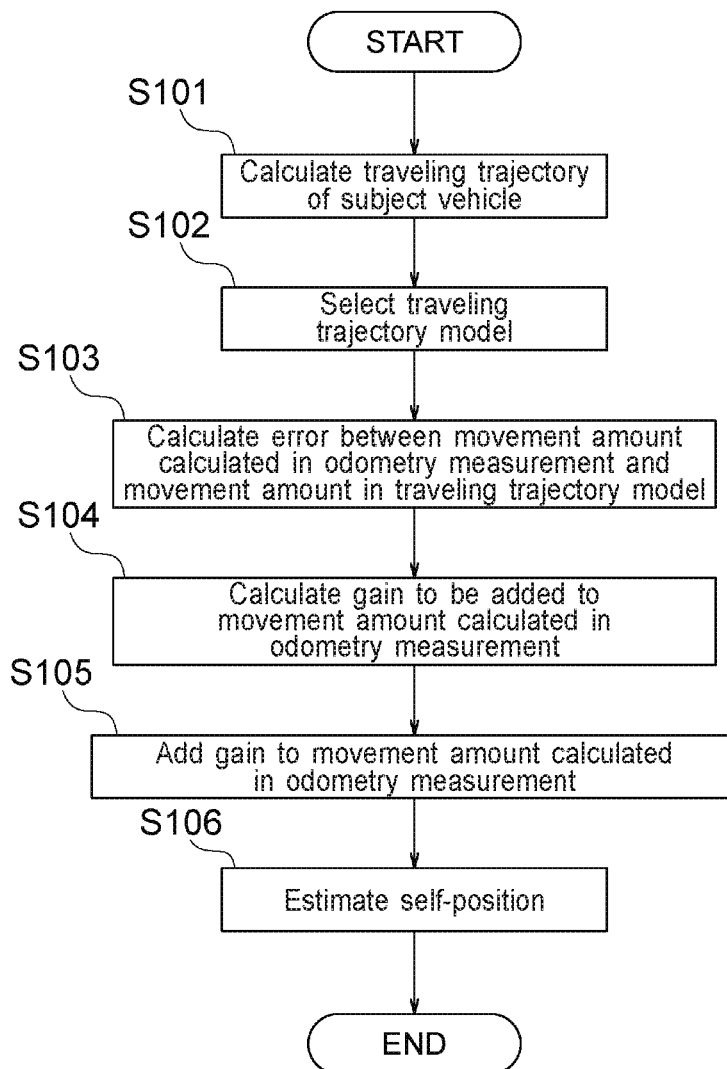 START
S101
Calculate traveling trajectory
of subject vehicle
S102
Select traveling
trajectory model
S103
Calculate error between movement amount
calculated in odometry measurement and
movement amount in traveling trajectory model
S104
Calculate gain to be added to
movement amount calculated in
odometry measurement
S105
Add gain to movement amount calculated
in odometry measurement
S106
Estimate self-position
END